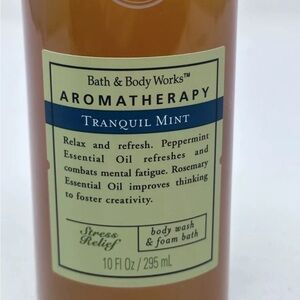 Bath & Body Works™
AROMATHERAPY
TRANQUIL MINT
Relax and refresh. Peppermint
Essential Oil refreshes and
combats mental fatigue. Rosemary
Essential Oil improves thinking
to foster creativity.
Stress
Relief
body wash
& foam bath
10 Fl Oz / 295 mL